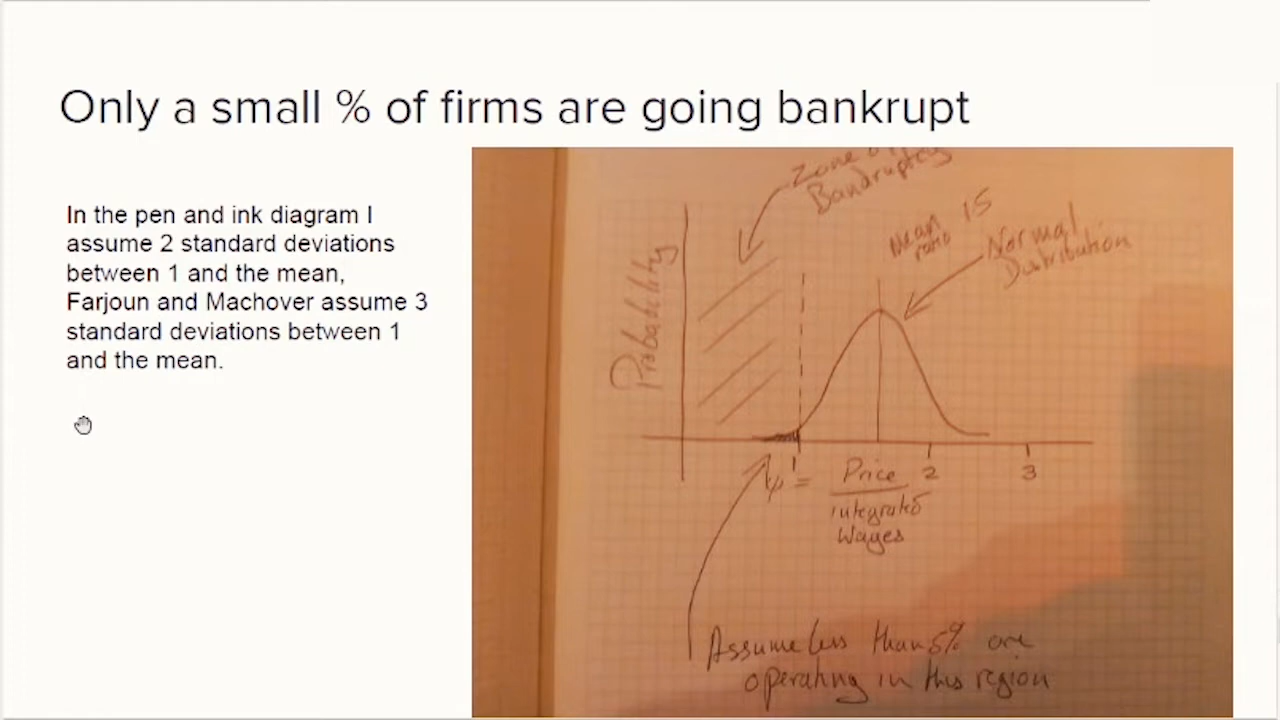 Only a small % of firms are going bankrupt
In the pen and ink diagram I
assume 2 standard deviations
between 1 and the mean,
Farjoun and Machover assume 3
standard deviations between 1
and the mean.
Zone of
Bandruptcy
Mean 15
ratio
Normal
Distribution
Probability
1 2 3
ψ = Price
integrated
Wages
Assume less than 5% are
operating in this region